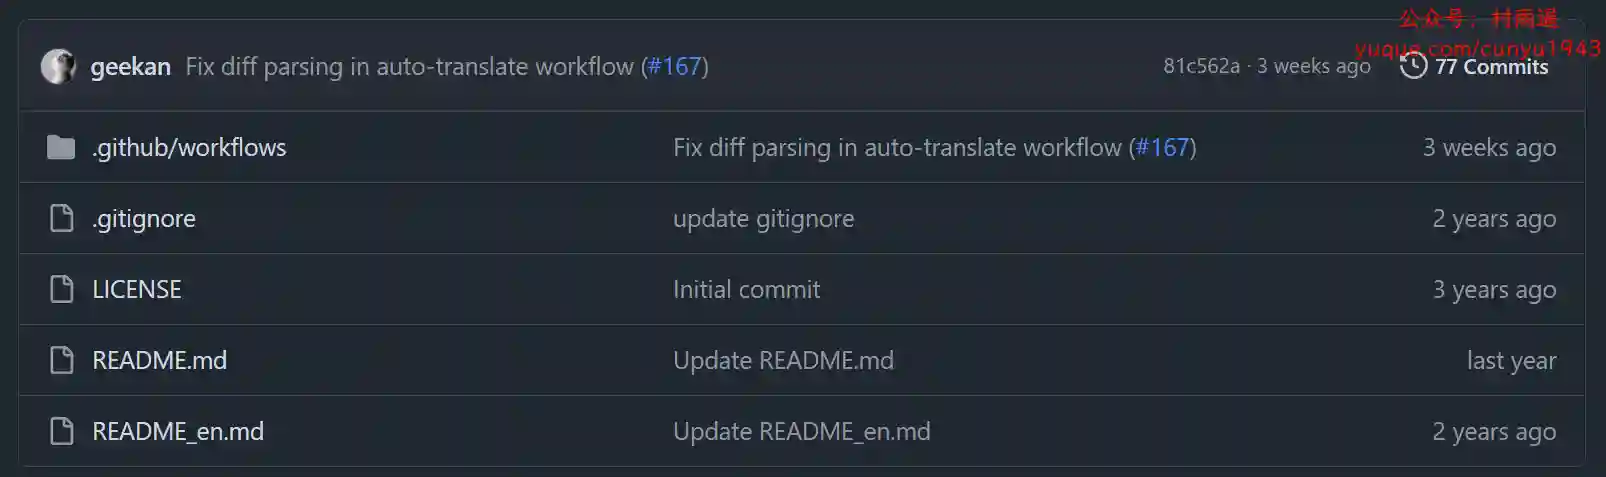 公众号：村雨遥
yuque.com/cunyu1943
geekan Fix diff parsing in auto-translate workflow (#167) 81c562a · 3 weeks ago 77 Commits
.github/workflows Fix diff parsing in auto-translate workflow (#167) 3 weeks ago
.gitignore update gitignore 2 years ago
LICENSE Initial commit 3 years ago
README.md Update README.md last year
README_en.md Update README_en.md 2 years ago